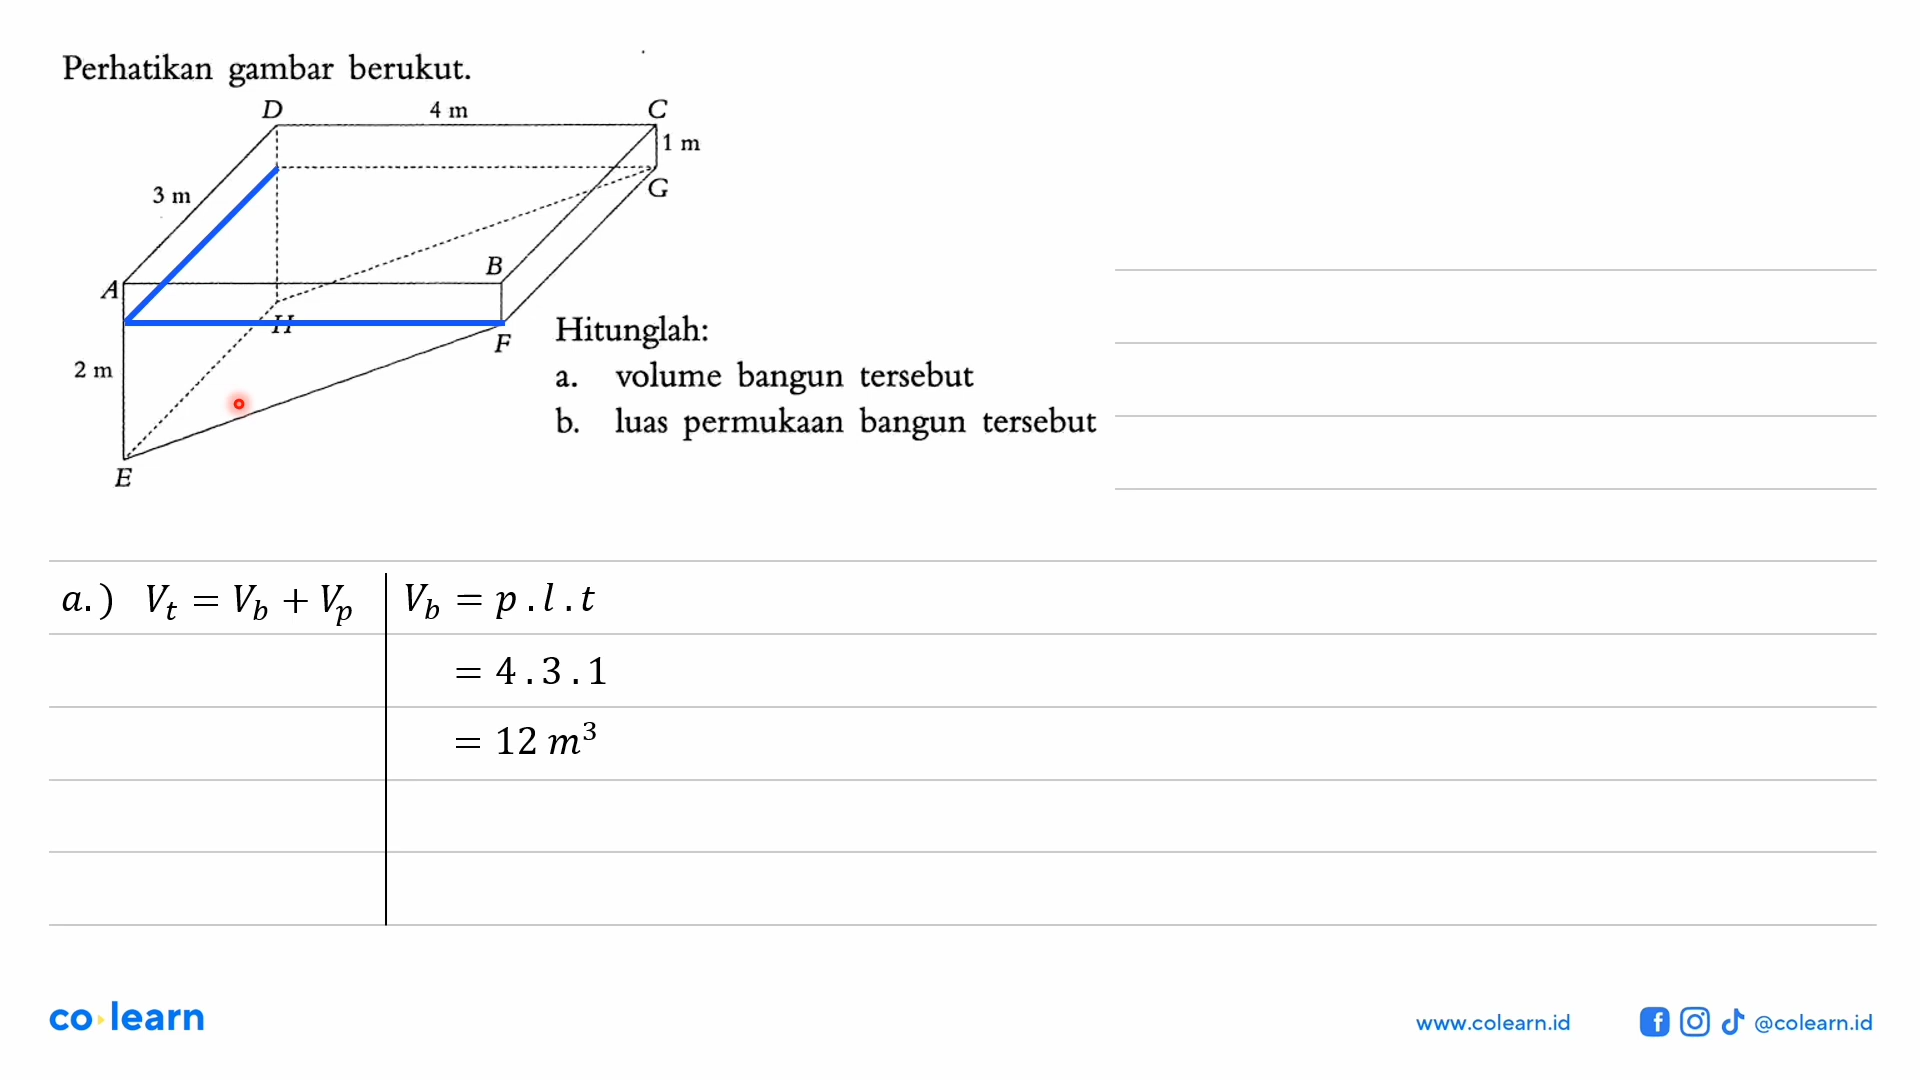 Perhatikan gambar berukut.
D 4 m C
1 m
3 m
G
B
A
H
F
2 m
E
Hitunglah:
a. volume bangun tersebut
b. luas permukaan bangun tersebut
a.) V_t = V_b + V_p
V_b = p . l . t
= 4 . 3 . 1
= 12 m³
co learn
www.colearn.id
@colearn.id